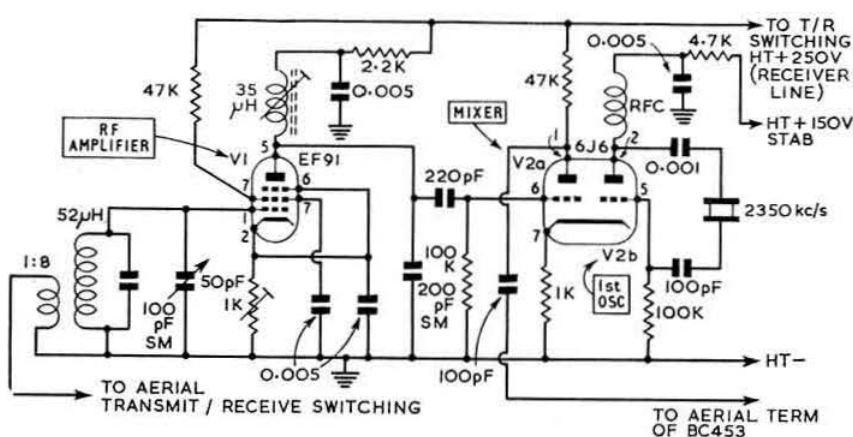 TO T/R
SWITCHING
HT+250V
(RECEIVER
LINE)
HT+150V
STAB
47K
35
µH
2·2K
0·005
RF
AMPLIFIER
V1
5
EF91
7
6
7
1
2
MIXER
47K
1
6J6
2
V2a
RFC
0·005
4·7K
0·001
220pF
6
5
7
2350 kc/s
V2b
1st
OSC
100pF
52µH
1:8
100
pF
SM
50pF
1K
0·005
100
K
200
pF
SM
100pF
1K
100K
HT-
TO AERIAL
TRANSMIT / RECEIVE SWITCHING
TO AERIAL TERM
OF BC453